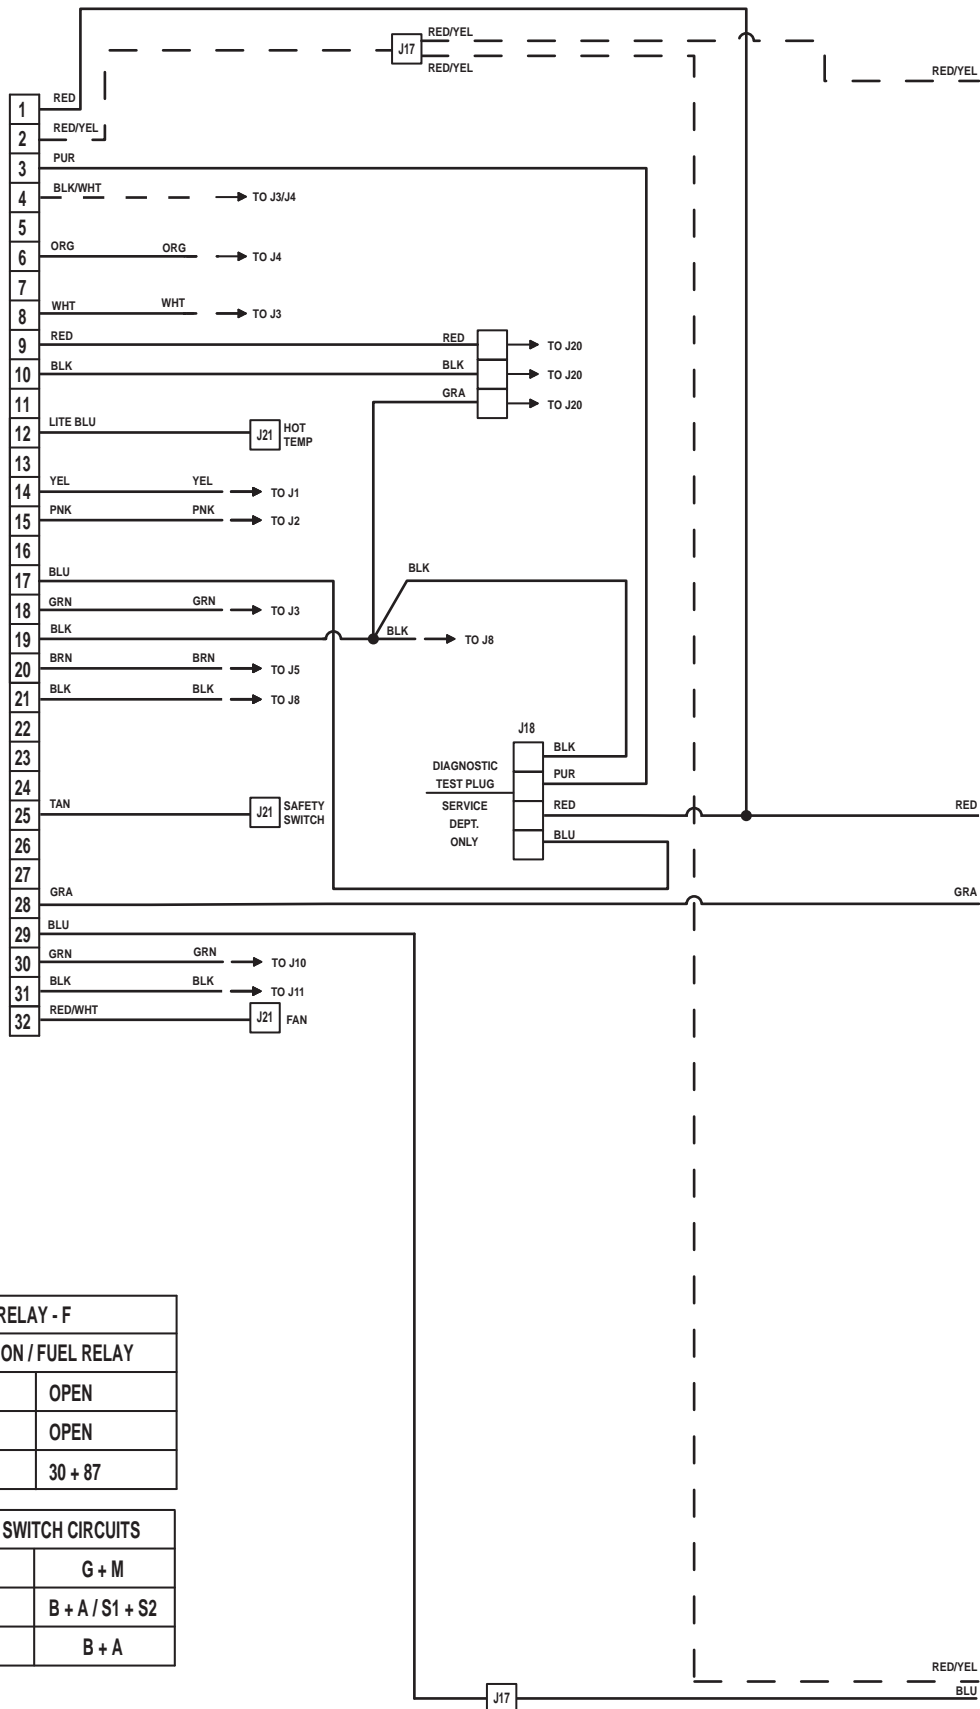 RED/YEL
J17
RED/YEL
RED/YEL
1 RED
2 RED/YEL
3 PUR
4 BLK/WHT TO J3/J4
5
6 ORG ORG TO J4
7
8 WHT WHT TO J3
9 RED RED TO J20
10 BLK BLK TO J20
11 GRA TO J20
12 LITE BLU J21 HOT
TEMP
13
14 YEL YEL TO J1
15 PNK PNK TO J2
16
17 BLU BLK
18 GRN GRN TO J3
19 BLK BLK TO J8
20 BRN BRN TO J5
21 BLK BLK TO J8
22
23
24
25 TAN J21 SAFETY
SWITCH
26
27
28 GRA GRA
29 BLU
30 GRN GRN TO J10
31 BLK BLK TO J11
32 RED/WHT J21 FAN
J18
BLK
DIAGNOSTIC
TEST PLUG
PUR
SERVICE
DEPT.
ONLY
RED RED
BLU
RELAY - F
ON / FUEL RELAY
OPEN
OPEN
30 + 87
SWITCH CIRCUITS
G + M
B + A / S1 + S2
B + A
RED/YEL
J17 BLU